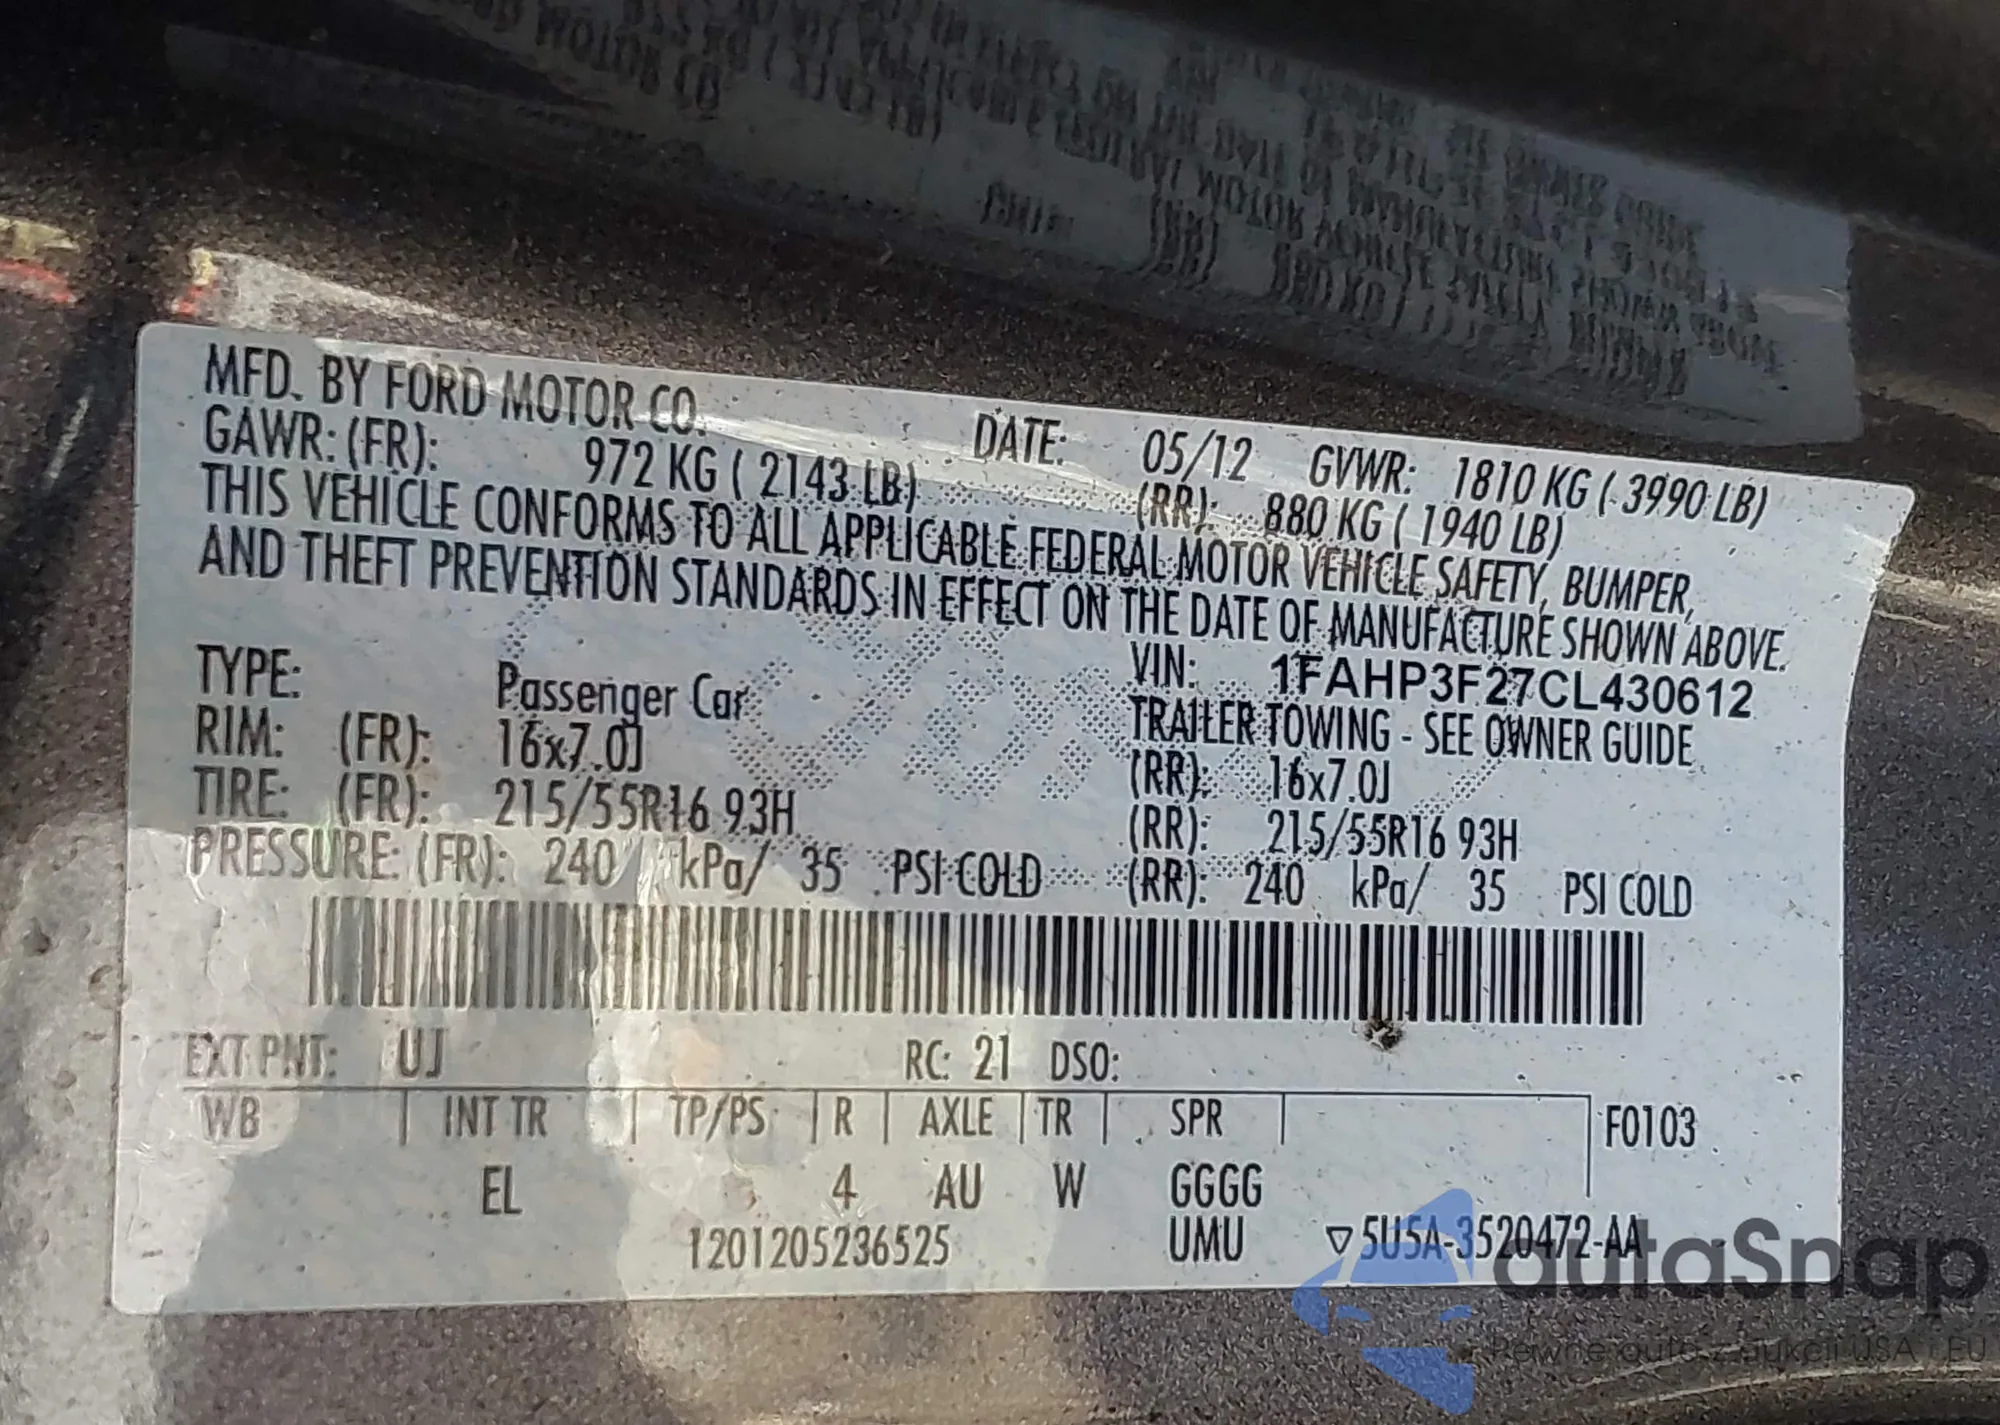 MFD. BY FORD MOTOR CO.
DATE: 05/12 GVWR: 1810 KG ( 3990 LB)
GAWR: (FR): 972 KG ( 2143 LB) (RR): 880 KG ( 1940 LB)
THIS VEHICLE CONFORMS TO ALL APPLICABLE FEDERAL MOTOR VEHICLE SAFETY, BUMPER,
AND THEFT PREVENTION STANDARDS IN EFFECT ON THE DATE OF MANUFACTURE SHOWN ABOVE.
VIN: 1FAHP3F27CL430612
TYPE: Passenger Car TRAILER TOWING - SEE OWNER GUIDE
RIM: (FR): 16x7.0J (RR): 16x7.0J
TIRE: (FR): 215/55R16 93H (RR): 215/55R16 93H
PRESSURE: (FR): 240 kPa/ 35 PSI COLD (RR): 240 kPa/ 35 PSI COLD
EXT PNT: UJ RC: 21 DSO:
WB INT TR TP/PS R AXLE TR SPR F0103
EL 4 AU W GGGG
1201205236525 UMU ▽5U5A-3520472-AA
autaSnap
Pewne auta z aukcji USA i EU